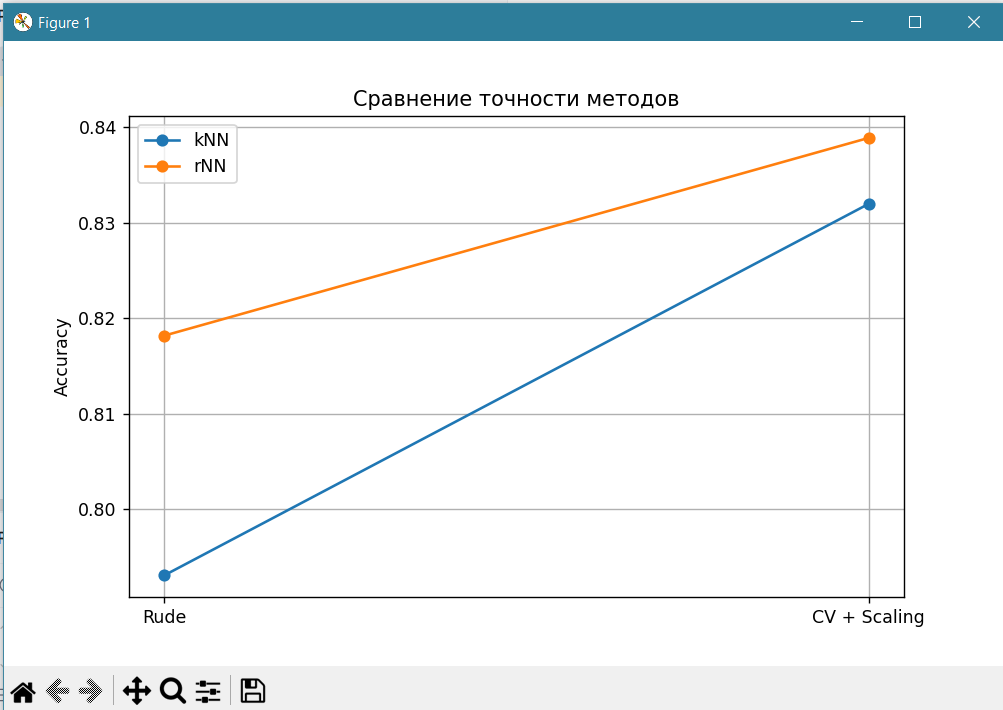 Figure 1
Сравнение точности методов
kNN
rNN
0.84
0.83
0.82
0.81
0.80
Accuracy
Rude
CV + Scaling